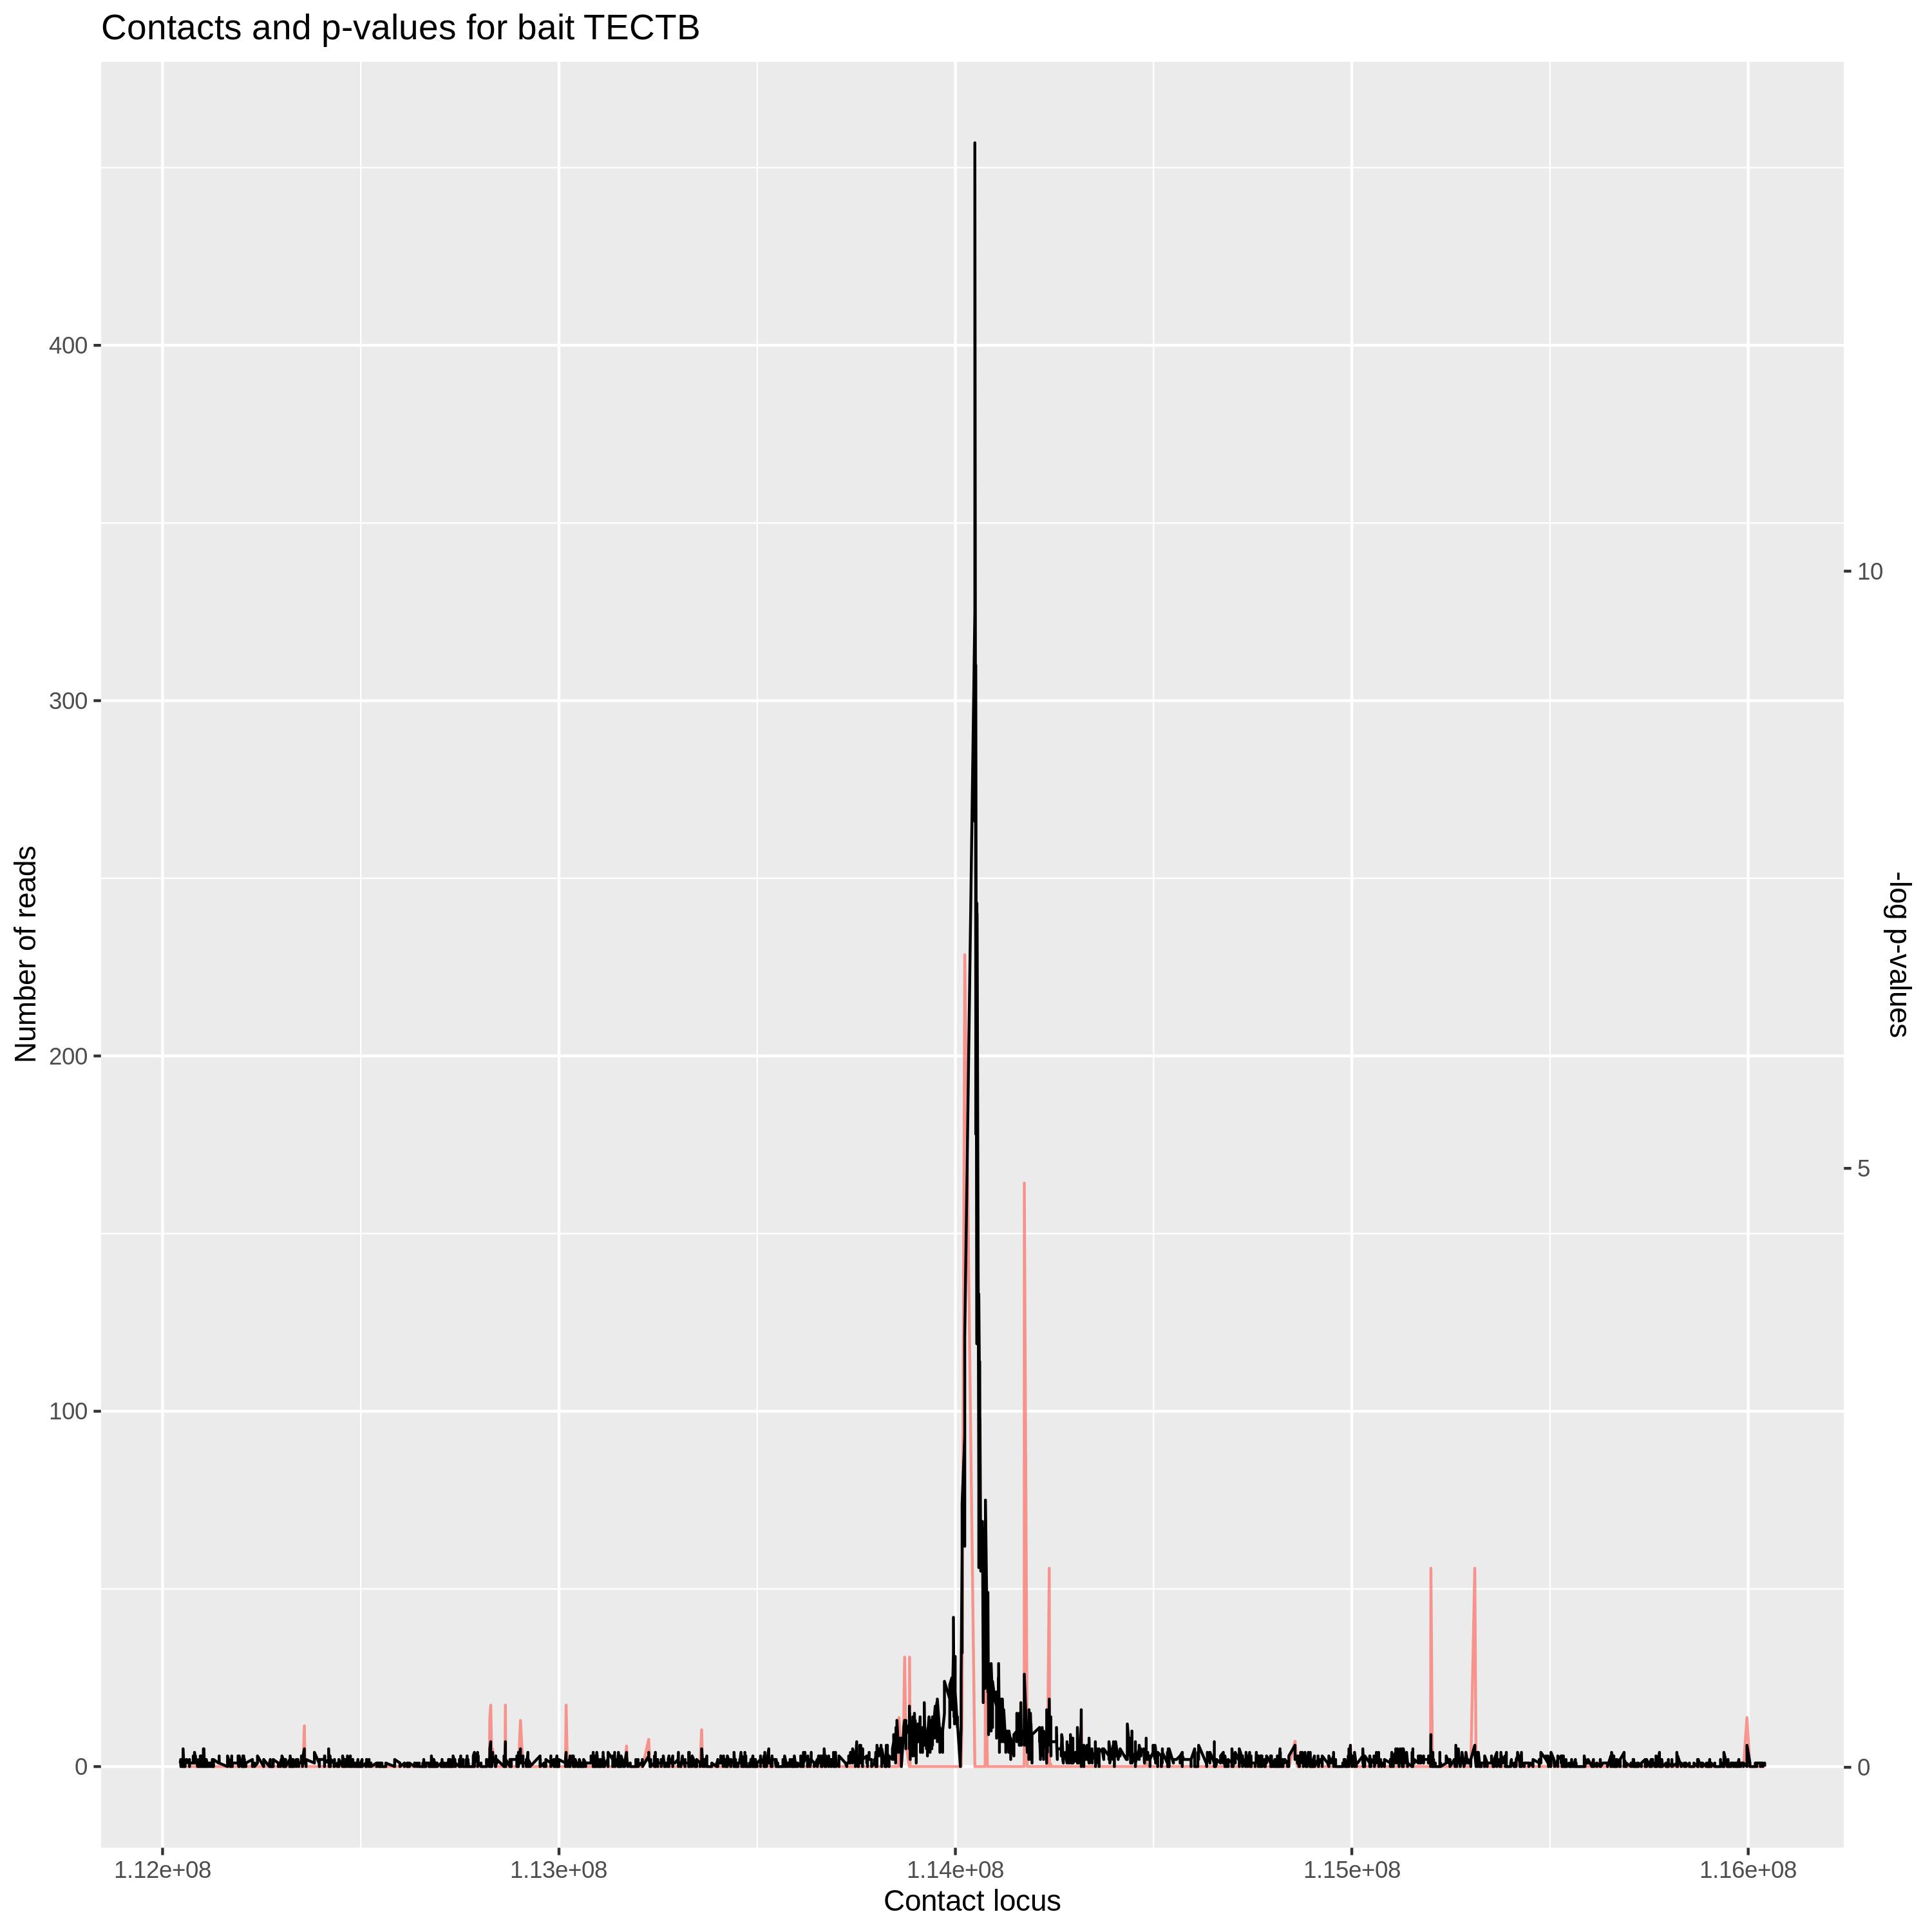 Contacts and p-values for bait TECTB
Number of reads
400
300
200
100
0
10
5
0
-log p-values
1.12e+08
1.13e+08
1.14e+08
1.15e+08
1.16e+08
Contact locus